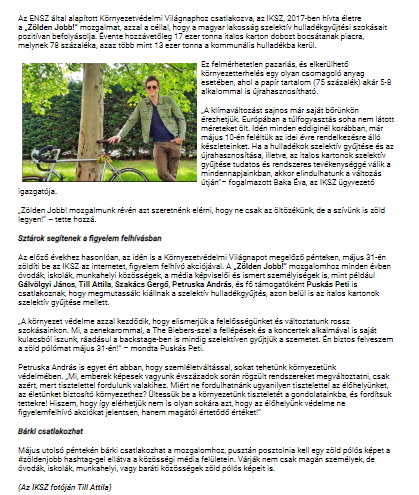 Az ENSZ által alapított Környezetvédelmi Világnaphoz csatlakozva, az IKSZ, 2017-ben hívta életre
a „Zölden Jobb!” mozgalmat, azzal a céllal, hogy a magyar lakosság szelektív hulladékgyűjtési szokásait
pozitívan befolyásolja. Évente hozzávetőleg 17 ezer tonna italos karton dobozt bocsátanak piacra,
melynek 78 százaléka, azaz több mint 13 ezer tonna a kommunális hulladékba kerül.
Ez felmérhetetlen pazarlás, és elkerülhető
környezetterhelés egy olyan csomagoló anyag
esetében, ahol a papír tartalom (75 százalék) akár 5-8
alkalommal is újrahasznosítható.
„A klímaváltozást sajnos már saját bőrünkön
érezhetjük. Európában a túlfogyasztás soha nem látott
méreteket ölt. Idén minden eddiginél korábban, már
május 10-én feléltük az idei évre rendelkezésre álló
készleteinket. Ha a hulladékok szelektív gyűjtése és az
újrahasznosítása, illetve, az italos kartonok szelektív
gyűjtése tudatos és rendszeres tevékenységgé válik a
mindennapjainkban, akkor elindulhatunk a változás
útján”– fogalmazott Baka Éva, az IKSZ ügyvezető
igazgatója.
„Zölden Jobb! mozgalmunk révén azt szeretnénk elérni, hogy ne csak az öltözékünk, de a szívünk is zöld
legyen!” – tette hozzá.
Sztárok segítenek a figyelem felhívásban
Az előző évekhez hasonlóan, az idén is a Környezetvédelmi Világnapot megelőző pénteken, május 31-én
zöldíti be az IKSZ az internetet, figyelem felhívó akciójával. A „Zölden Jobb!” mozgalomhoz minden évben
óvodák, iskolák, munkahelyi közösségek, a média képviselői és ismert személyiségek is, mint például
Gálvölgyi János, Till Attila, Szakács Gergő, Petruska András, és fő támogatóként Puskás Peti is
csatlakoznak, hogy megmutassák: kiállnak a szelektív hulladékgyűjtés, azon belül is az italos kartonok
szelektív gyűjtése mellett.
„A környezet védelme azzal kezdődik, hogy elismerjük a felelősségünket és változtatunk rossz
szokásainkon. Mi, a zenekarommal, a The Biebers-szel a fellépések és a koncertek alkalmával is saját
kulacsból iszunk, ráadásul a backstage-ben is mindig szelektíven gyűjtjük a szemetet. Én biztos felveszem
a zöld pólómat május 31-én!” – mondta Puskás Peti.
Petruska András is egyet ért abban, hogy szemléletváltással, sokat tehetünk környezetünk
védelmében. „Mi, emberek képesek vagyunk évszázadok során rögzült rendszereket megváltoztatni, csak
azért, mert tisztelettel fordulunk valakihez. Miért ne fordulhatnánk ugyanilyen tisztelettel az élőhelyünket,
az életünket biztosító környezethez? Ültessük be a környezetünk tiszteletét a gondolatainkba, és fordítsuk
tettekre! Hiszem, hogy így elérhetjük nem is olyan sokára azt, hogy az élőhelyünk védelme ne
figyelemfelhívó akciókat jelentsen, hanem magától értetődő értéket!”
Bárki csatlakozhat
Május utolsó péntekén bárki csatlakozhat a mozgalomhoz, pusztán posztolnia kell egy zöld pólós képet a
#zöldenjobb hashtag-gel ellátva a közösségi média felületein. Várják nem csak magán személyek, de
óvodák, iskolák, munkahelyi, vagy baráti közösségek zöld pólós képeit is.
(Az IKSZ fotóján Till Attila)